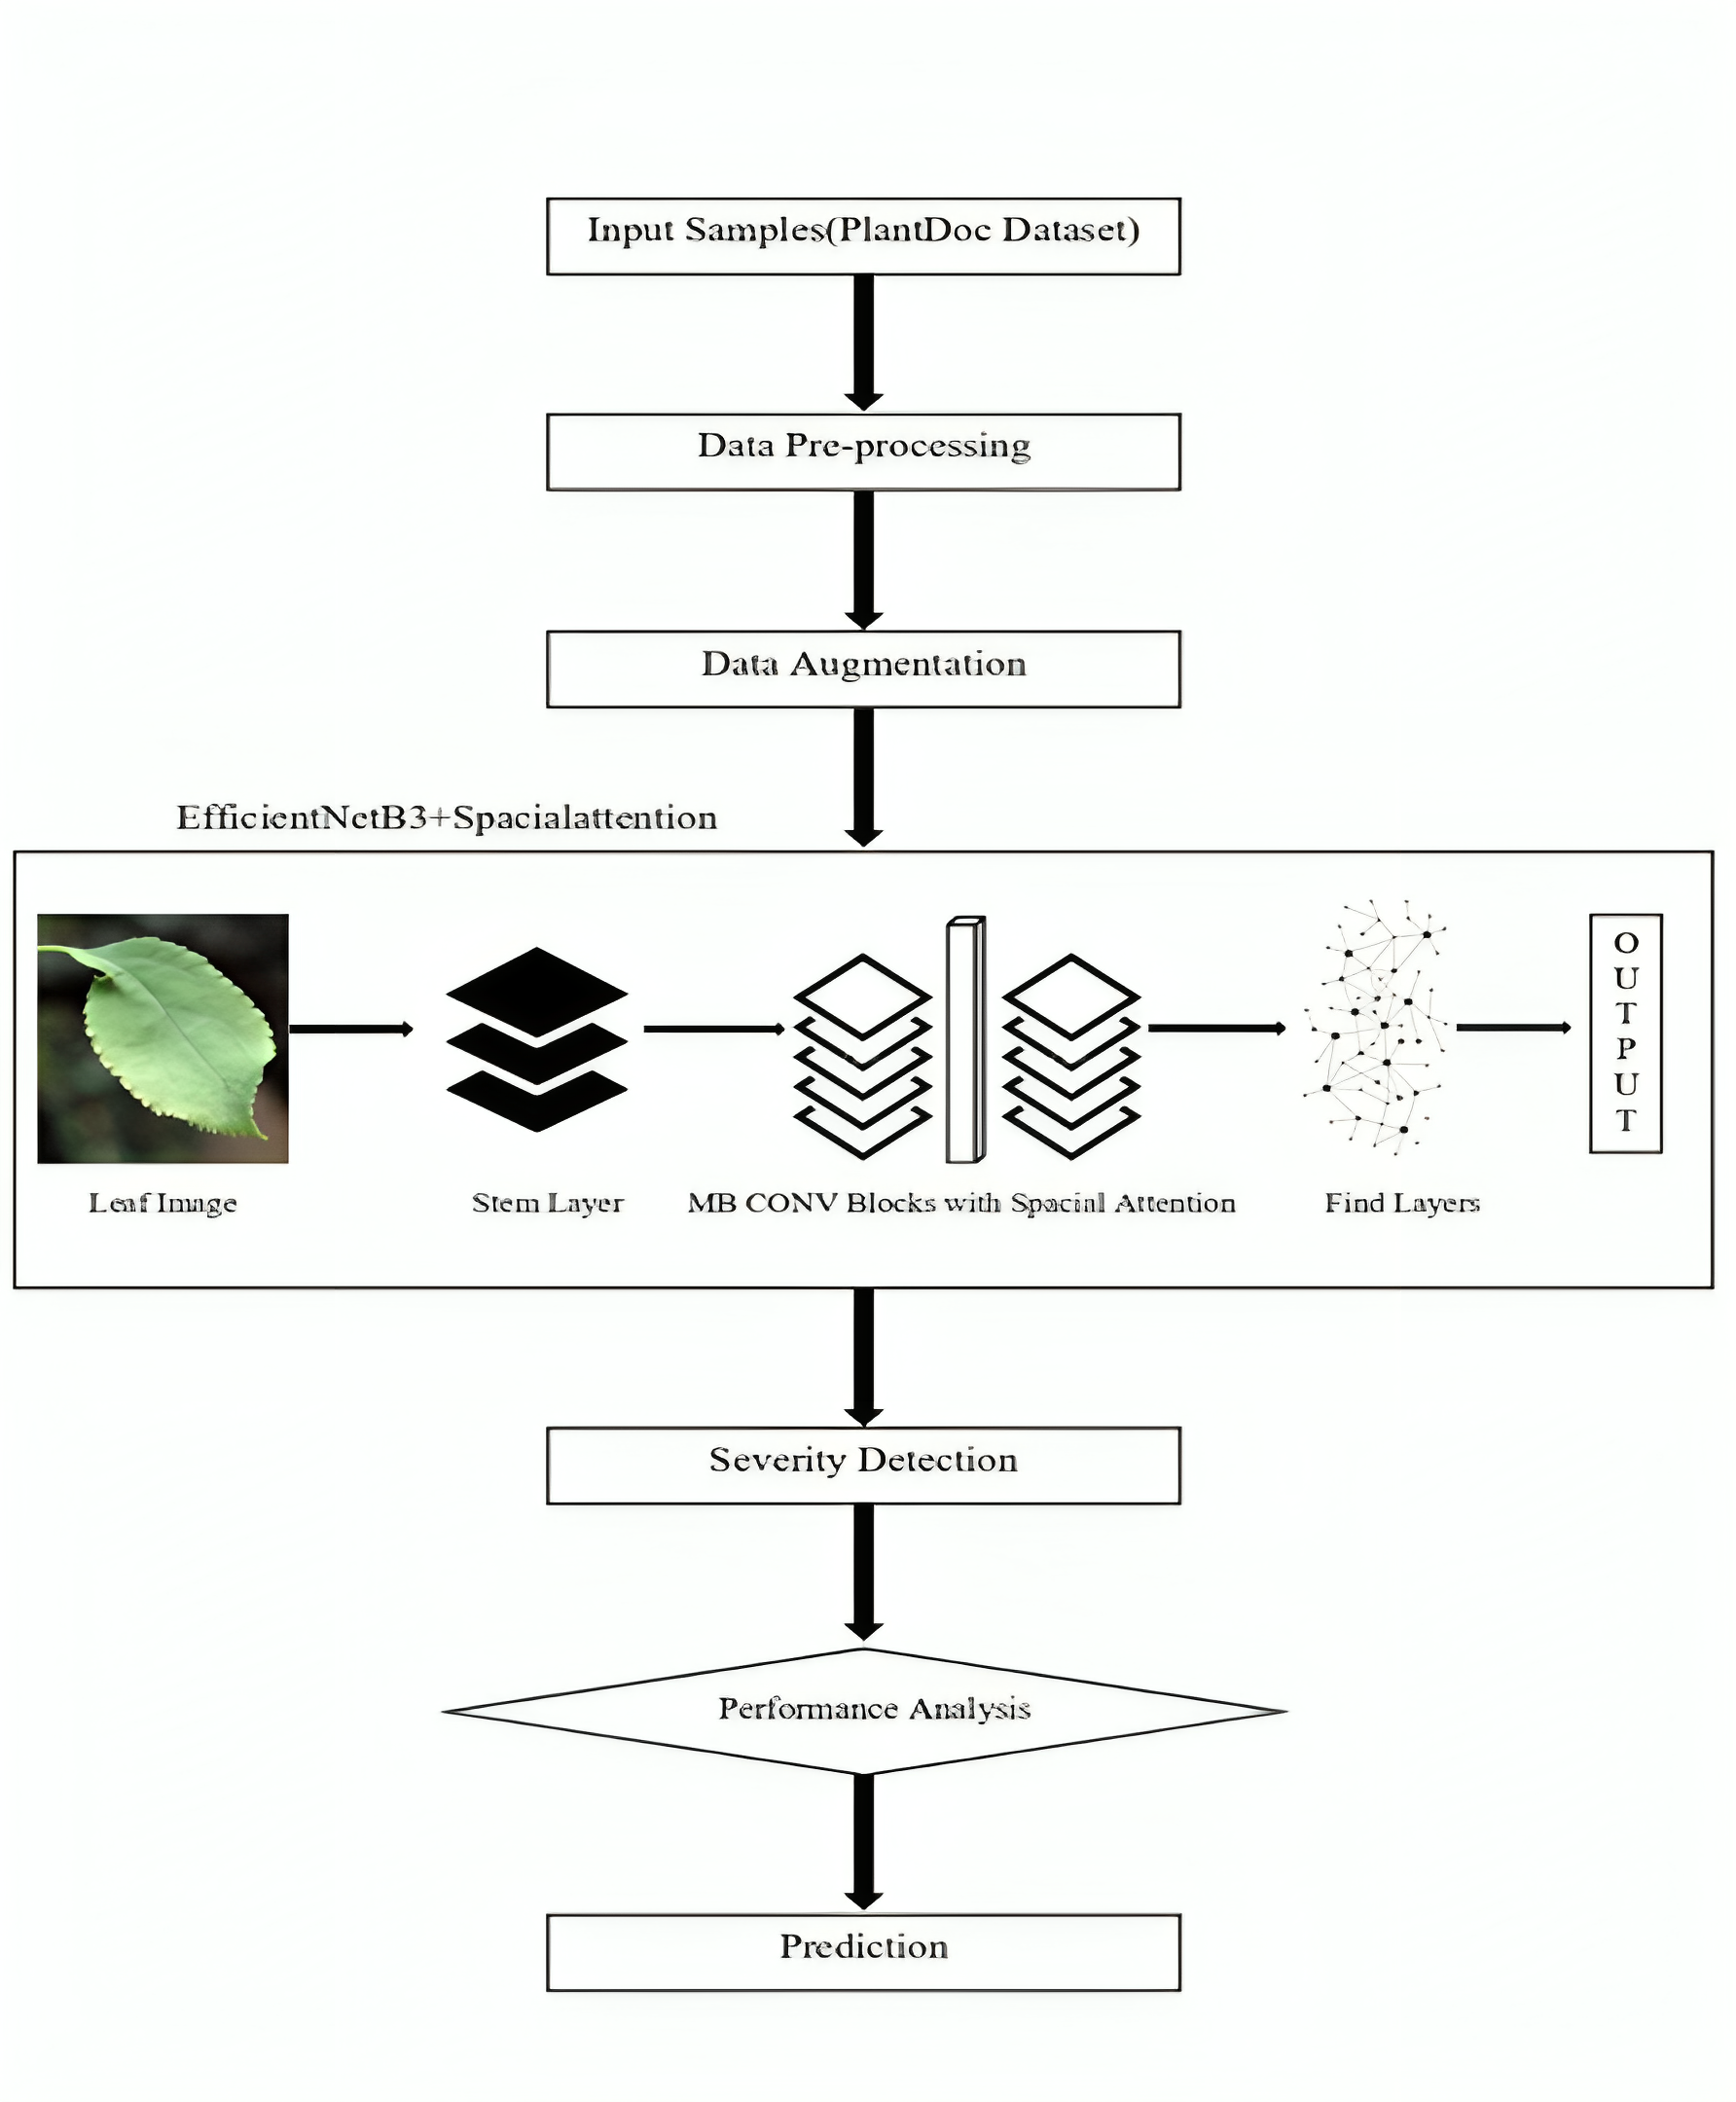 Input Samples(PlantDoc Dataset)
Data Pre-processing
Data Augmentation
EfficientNetB3+Spacialattention
OUTPUT
Leaf Image
Stem Layer
MB CONV Blocks with Spacial Attention
Find Layers
Severity Detection
Performance Analysis
Prediction